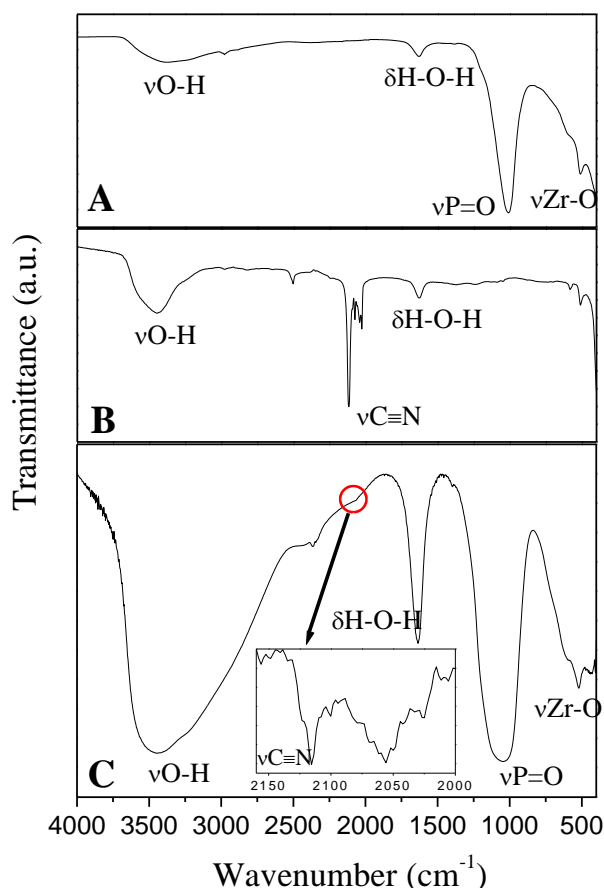 νO-H
δH-O-H
A
νP=O
νZr-O
νO-H
δH-O-H
B
νC≡N
δH-O-H
νC≡N
2150 2100 2050 2000
νZr-O
C
νO-H
νP=O
4000 3500 3000 2500 2000 1500 1000 500
Wavenumber (cm⁻¹)
Transmittance (a.u.)